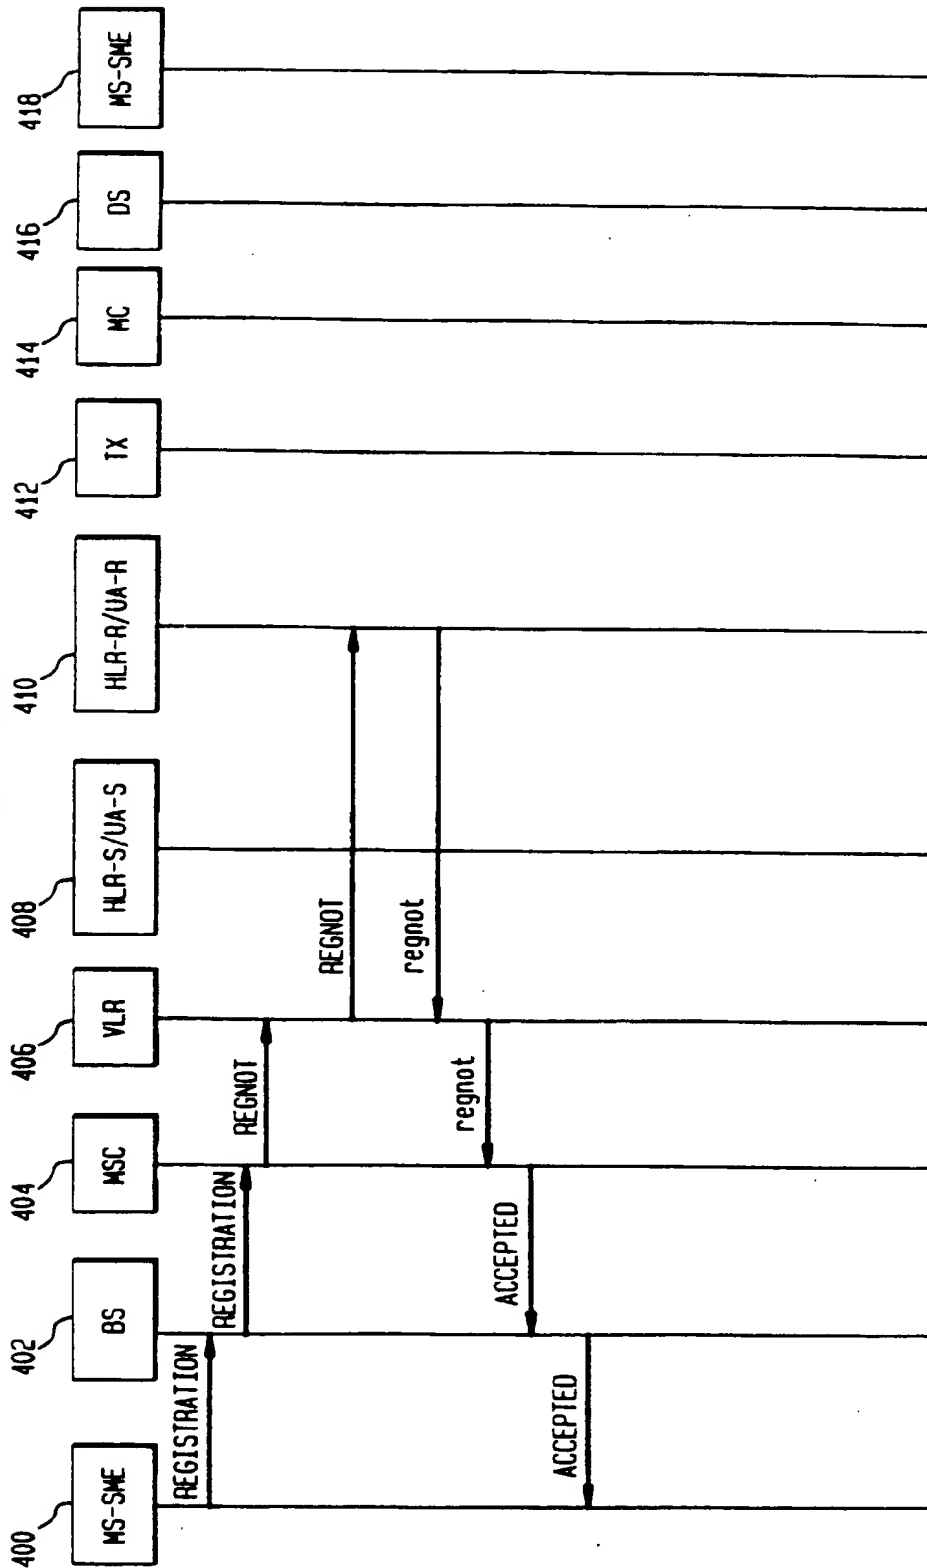 400
MS-SME
402
BS
404
MSC
406
VLR
408
HLR-S/UA-S
410
HLR-R/UA-R
412
TX
414
MC
416
DS
418
MS-SME
REGISTRATION
REGISTRATION
REGNOT
REGNOT
regnot
regnot
ACCEPTED
ACCEPTED